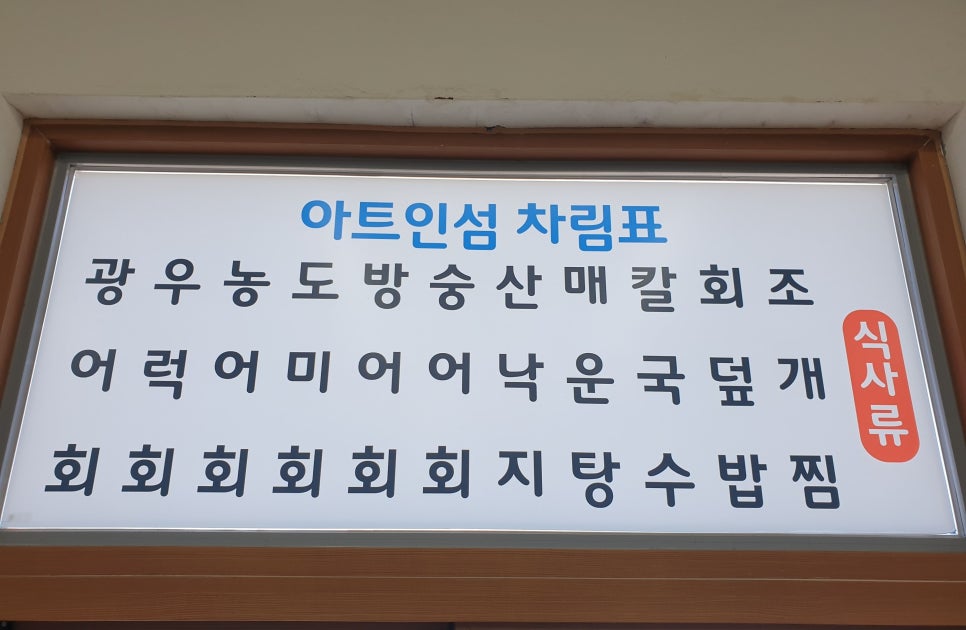 아트인섬 차림표
식사류
조개찜
회덮밥
칼국수
매운탕
산낙지
숭어회
방어회
도미회
농어회
우럭회
광어회